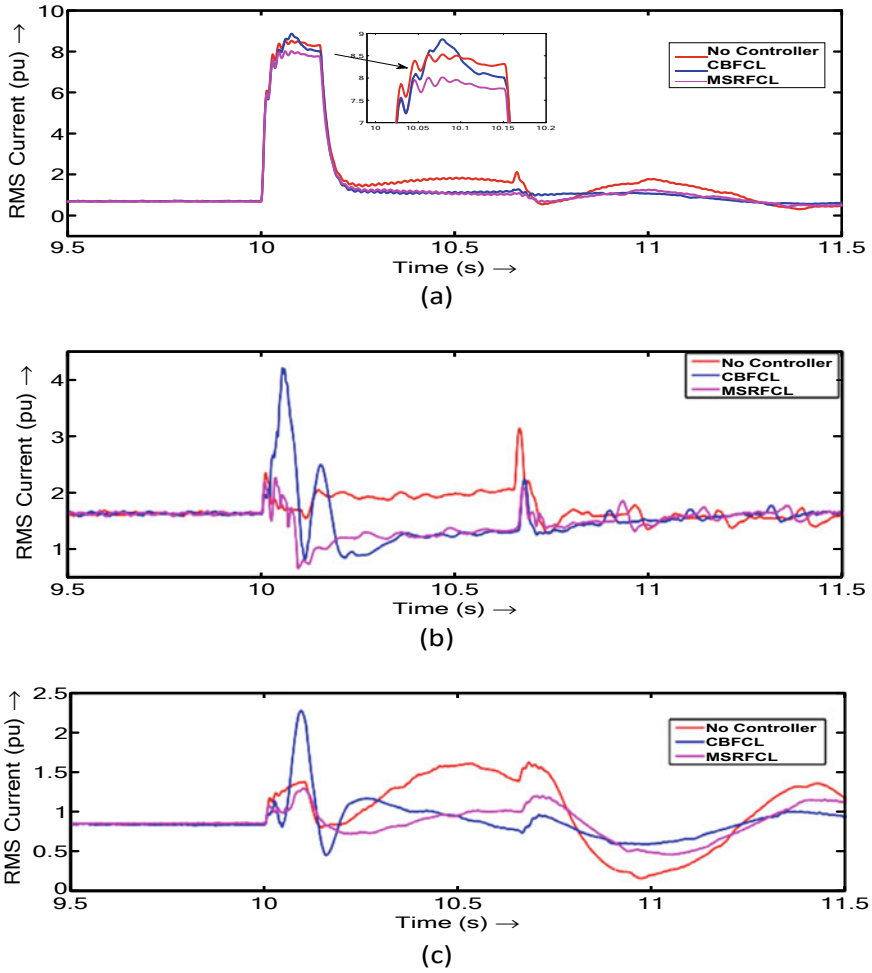 RMS Current (pu) →
10
8
6
4
2
0
9.5
10
10.5
11
11.5
Time (s) →
9
8.5
8
7.5
7
10
10.05
10.1
10.15
10.2
No Controller
CBFCL
MSRFCL
(a)
RMS Current (pu) →
4
3
2
1
9.5
10
10.5
11
11.5
Time (s) →
No Controller
CBFCL
MSRFCL
(b)
RMS Current (pu) →
2.5
2
1.5
1
0.5
0
9.5
10
10.5
11
11.5
Time (s) →
No Controller
CBFCL
MSRFCL
(c)